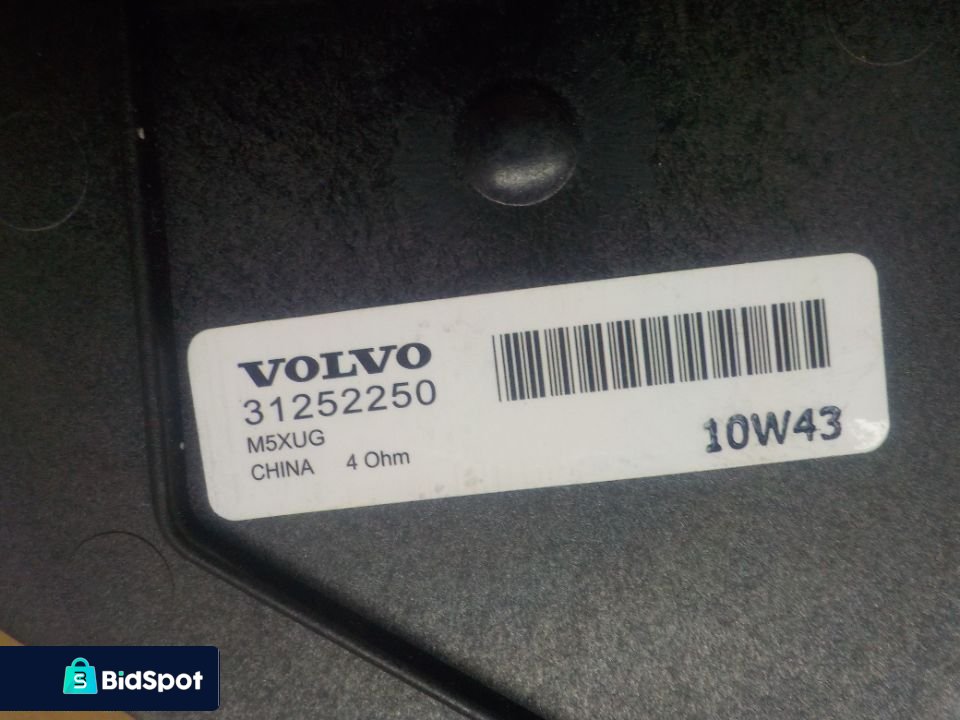 VOLVO
31252250
M5XUG
CHINA 4 Ohm
10W43
BidSpot